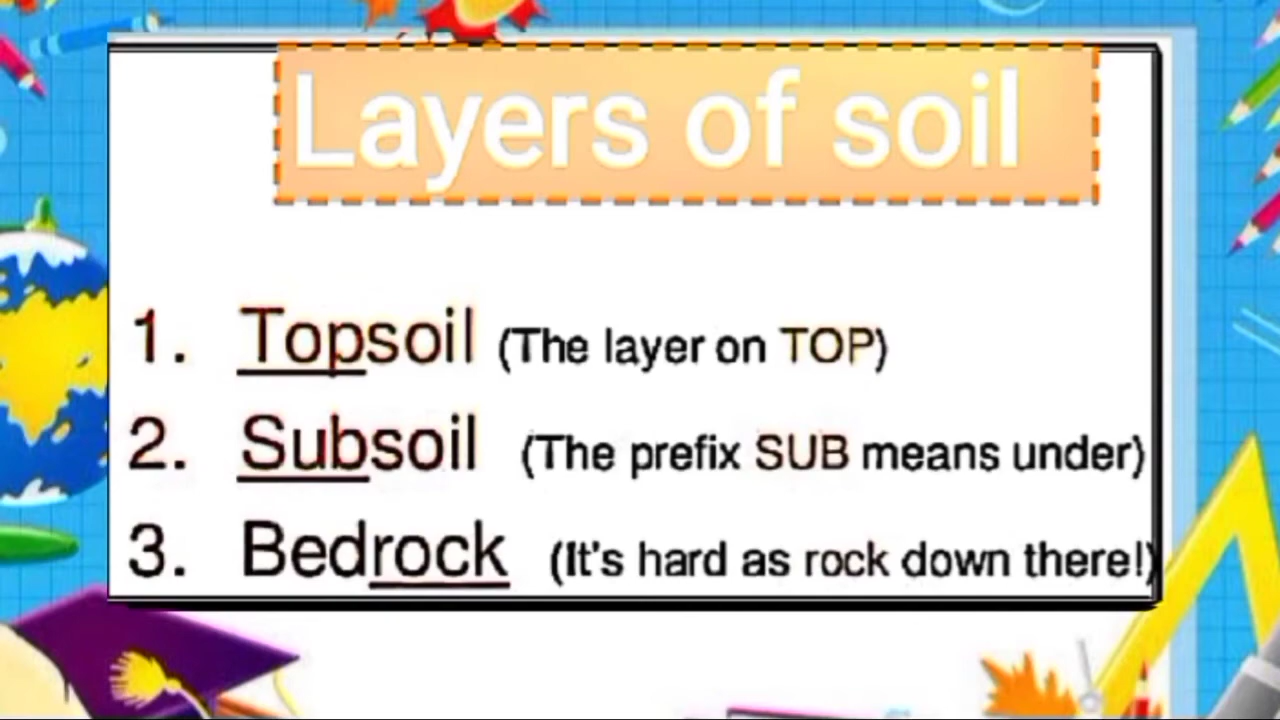 Layers of soil
1. Topsoil (The layer on TOP)
2. Subsoil (The prefix SUB means under)
3. Bedrock (It's hard as rock down there!)